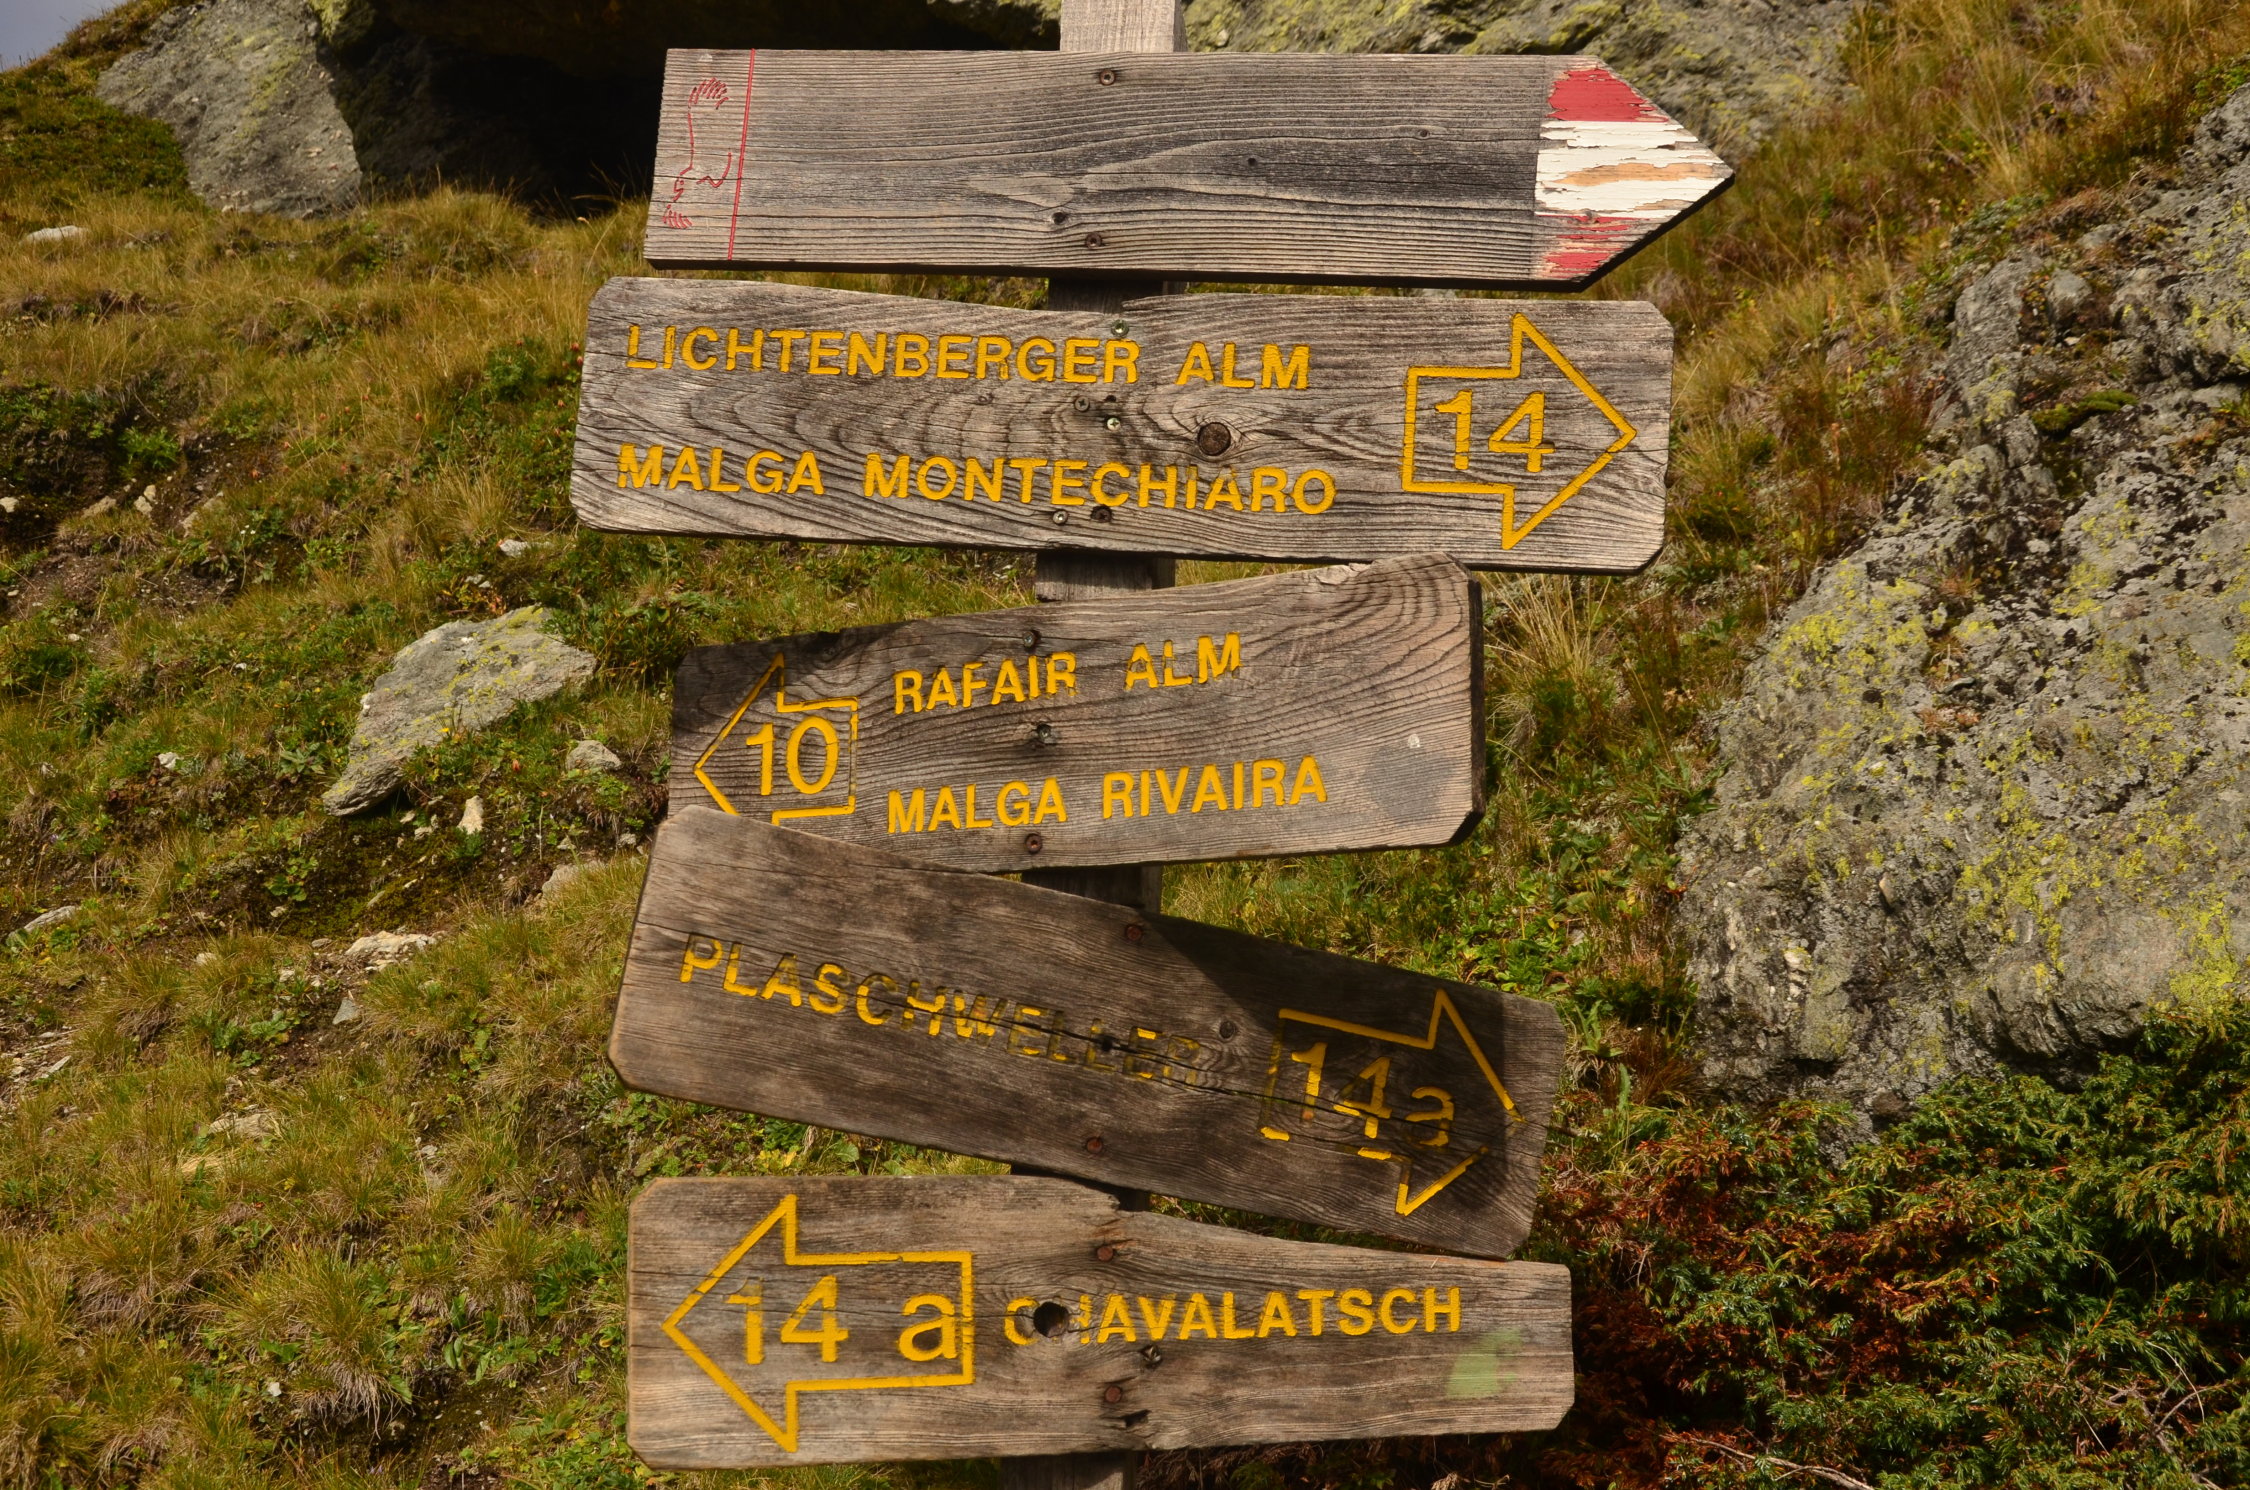 LICHTENBERGER ALM
14
MALGA MONTECHIARO
10
RAFAIR ALM
MALGA RIVAIRA
PLASCHWELLER
14a
14 a
CHAVALATSCH